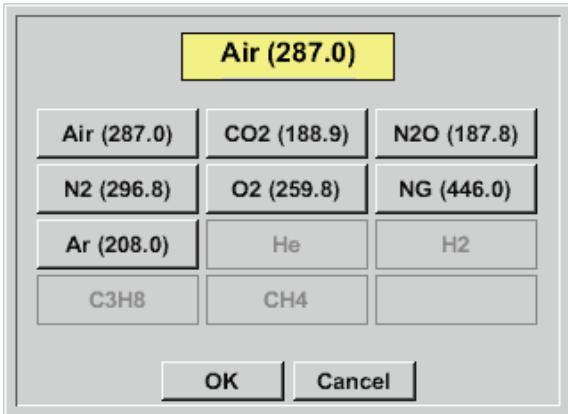 Air (287.0)
Air (287.0) CO2 (188.9) N2O (187.8)
N2 (296.8) O2 (259.8) NG (446.0)
Ar (208.0) He H2
C3H8 CH4
OK Cancel